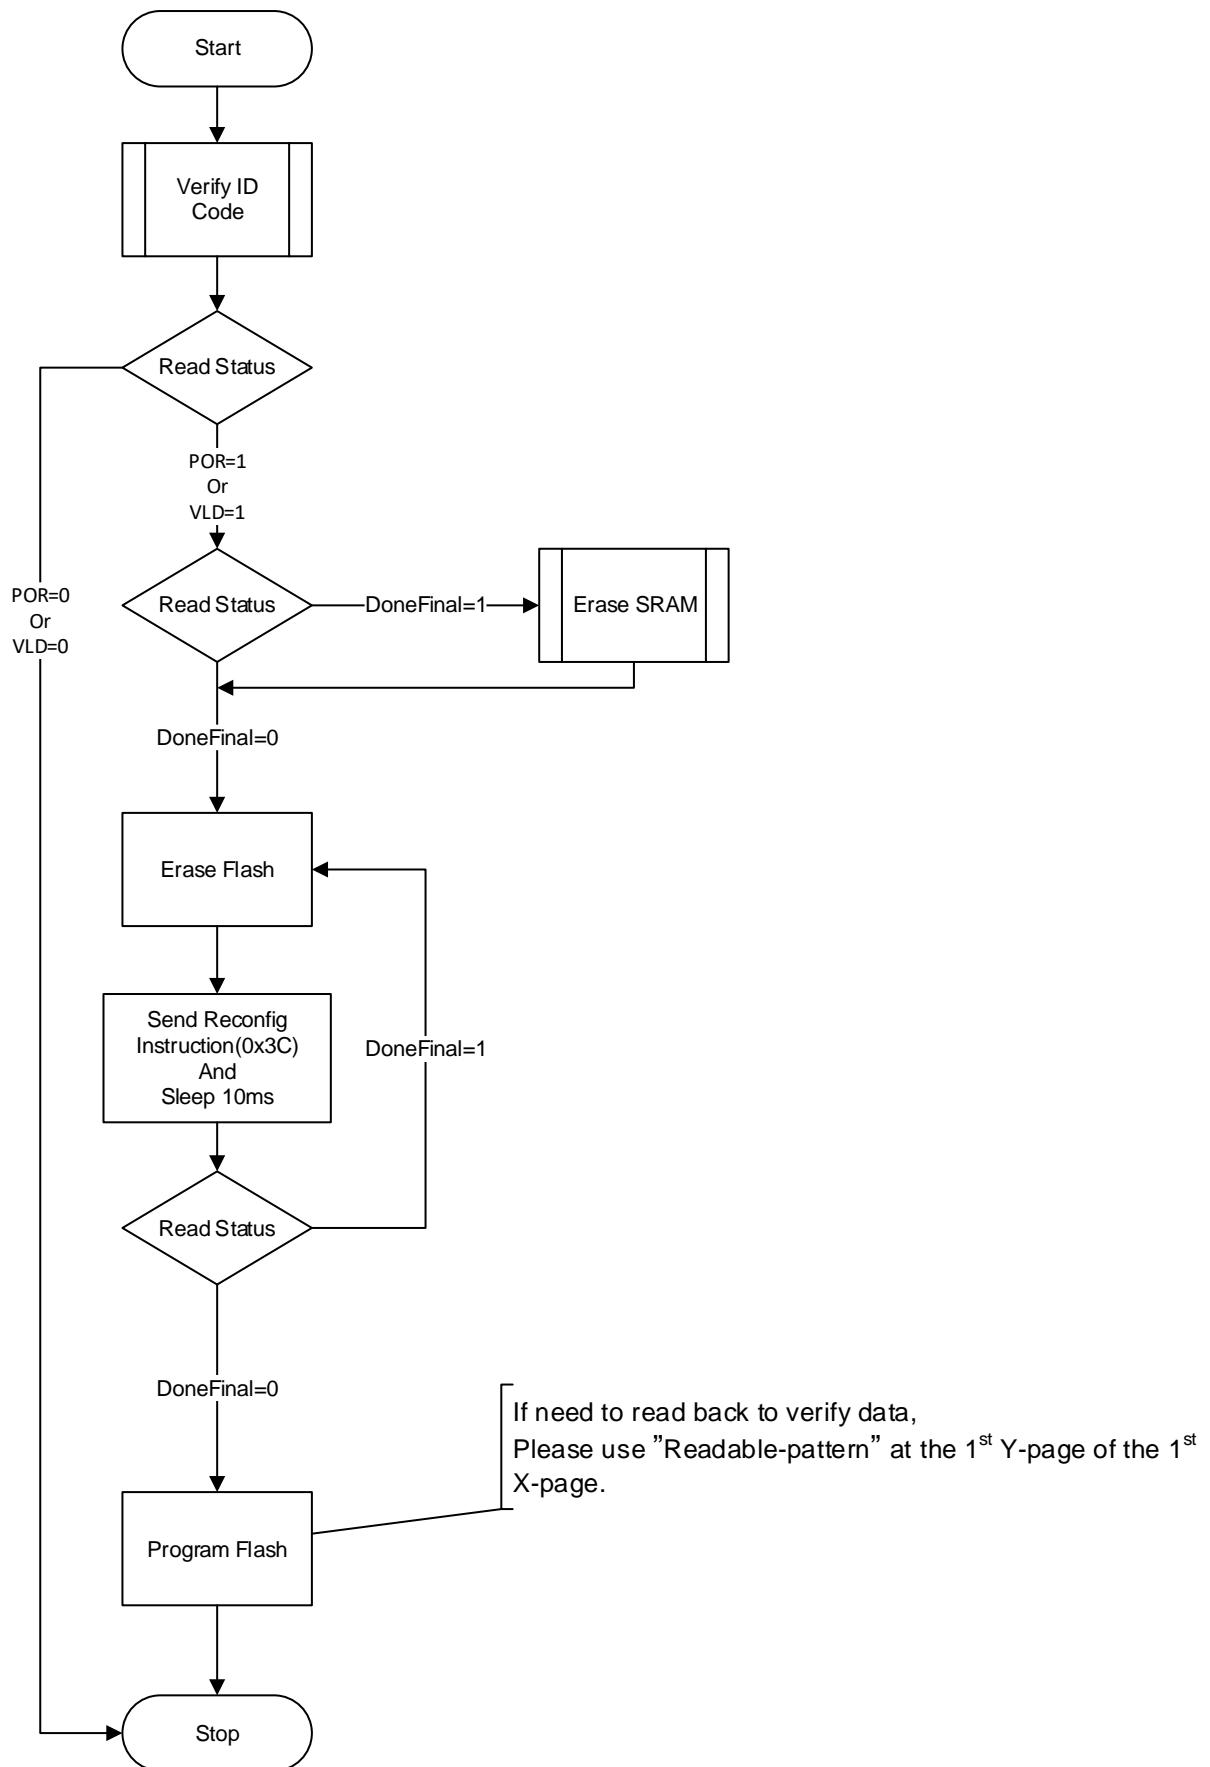 Start
Verify ID
Code
Read Status
POR=1
Or
VLD=1
POR=0
Or
VLD=0
Read Status
DoneFinal=1
Erase SRAM
DoneFinal=0
Erase Flash
Send Reconfig
Instruction(0x3C)
And
Sleep 10ms
DoneFinal=1
Read Status
DoneFinal=0
If need to read back to verify data,
Please use ”Readable-pattern” at the 1st Y-page of the 1st
X-page.
Program Flash
Stop